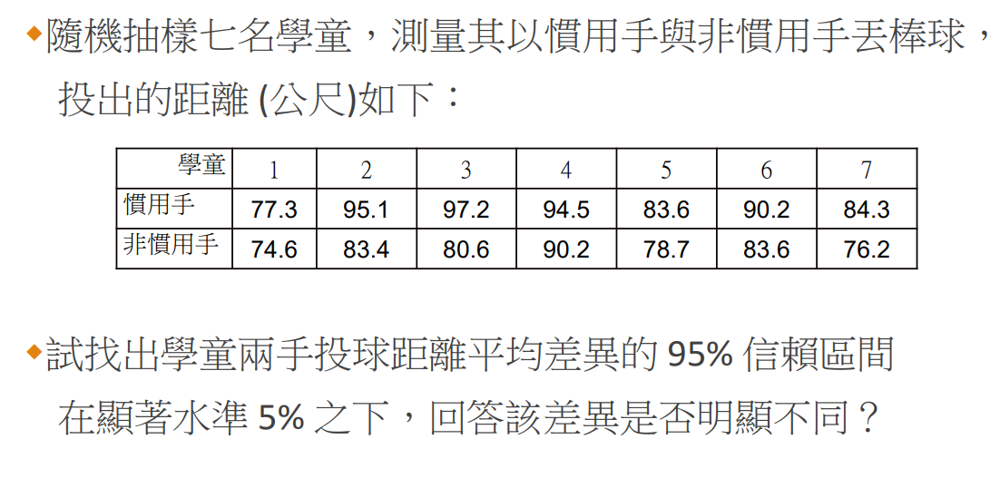 ◆隨機抽樣七名學童，測量其以慣用手與非慣用手丟棒球，
投出的距離 (公尺)如下：
學童 1 2 3 4 5 6 7
慣用手 77.3 95.1 97.2 94.5 83.6 90.2 84.3
非慣用手 74.6 83.4 80.6 90.2 78.7 83.6 76.2
◆試找出學童兩手投球距離平均差異的 95% 信賴區間
在顯著水準 5% 之下，回答該差異是否明顯不同？